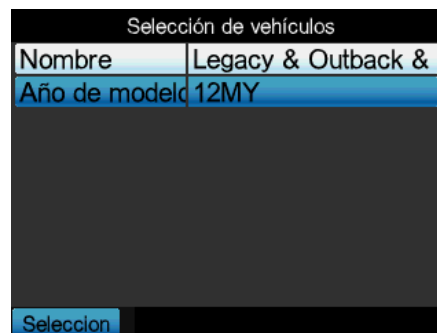 Selección de vehículos
Nombre Legacy & Outback &
Año de modelo 12MY
Seleccion